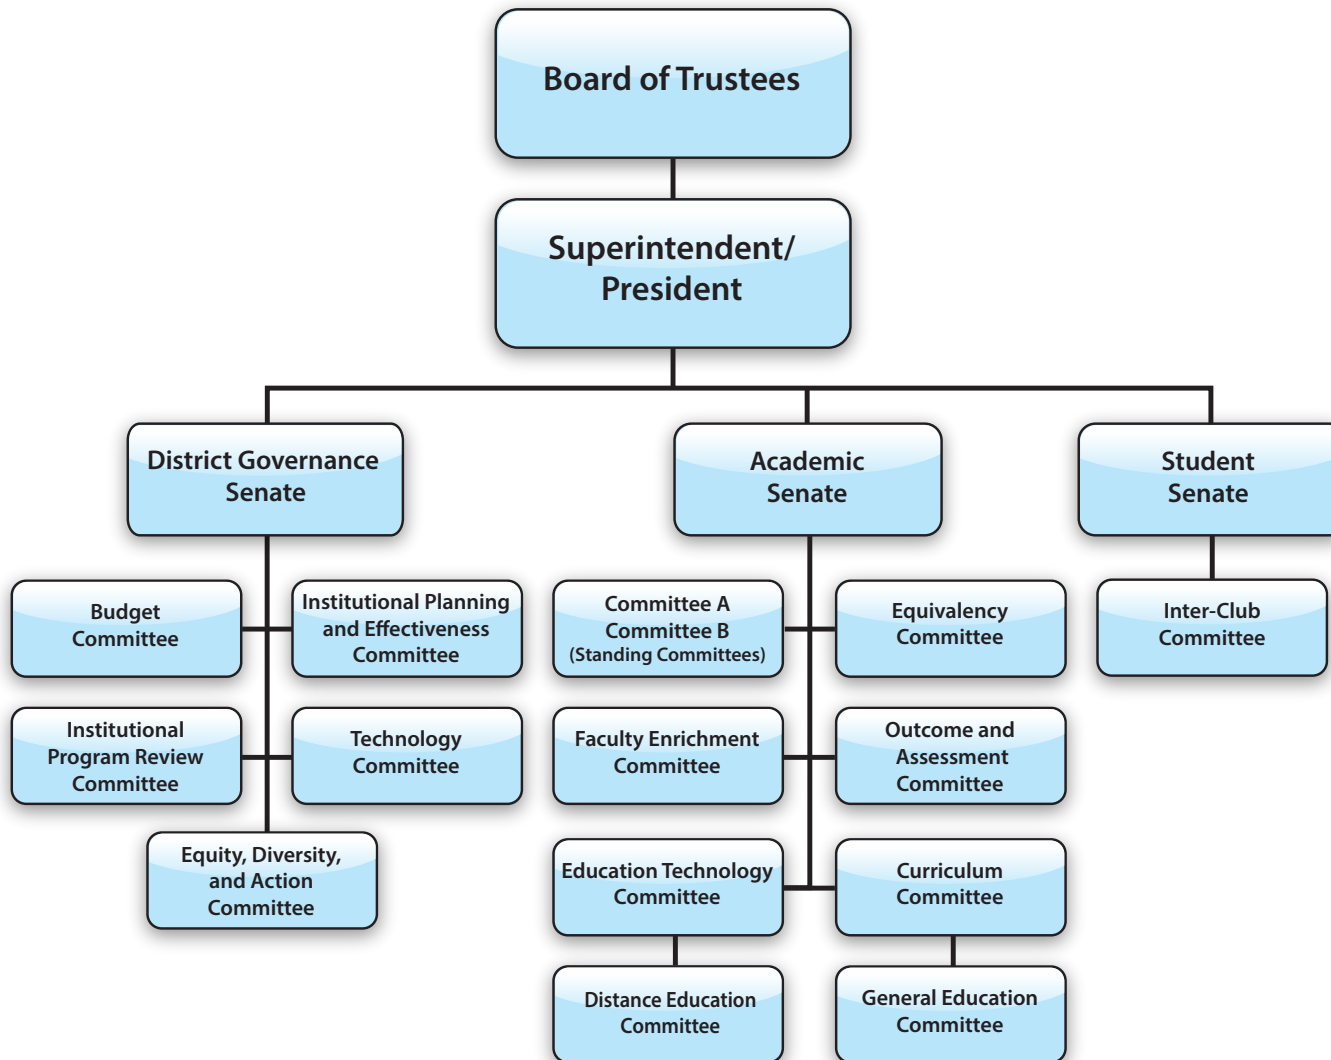 Board of Trustees
Superintendent/
President
District Governance
Senate
Academic
Senate
Student
Senate
Budget
Committee
Institutional Planning
and Effectiveness
Committee
Committee A
Committee B
(Standing Committees)
Equivalency
Committee
Inter-Club
Committee
Institutional
Program Review
Committee
Technology
Committee
Faculty Enrichment
Committee
Outcome and
Assessment
Committee
Equity, Diversity,
and Action
Committee
Education Technology
Committee
Curriculum
Committee
Distance Education
Committee
General Education
Committee